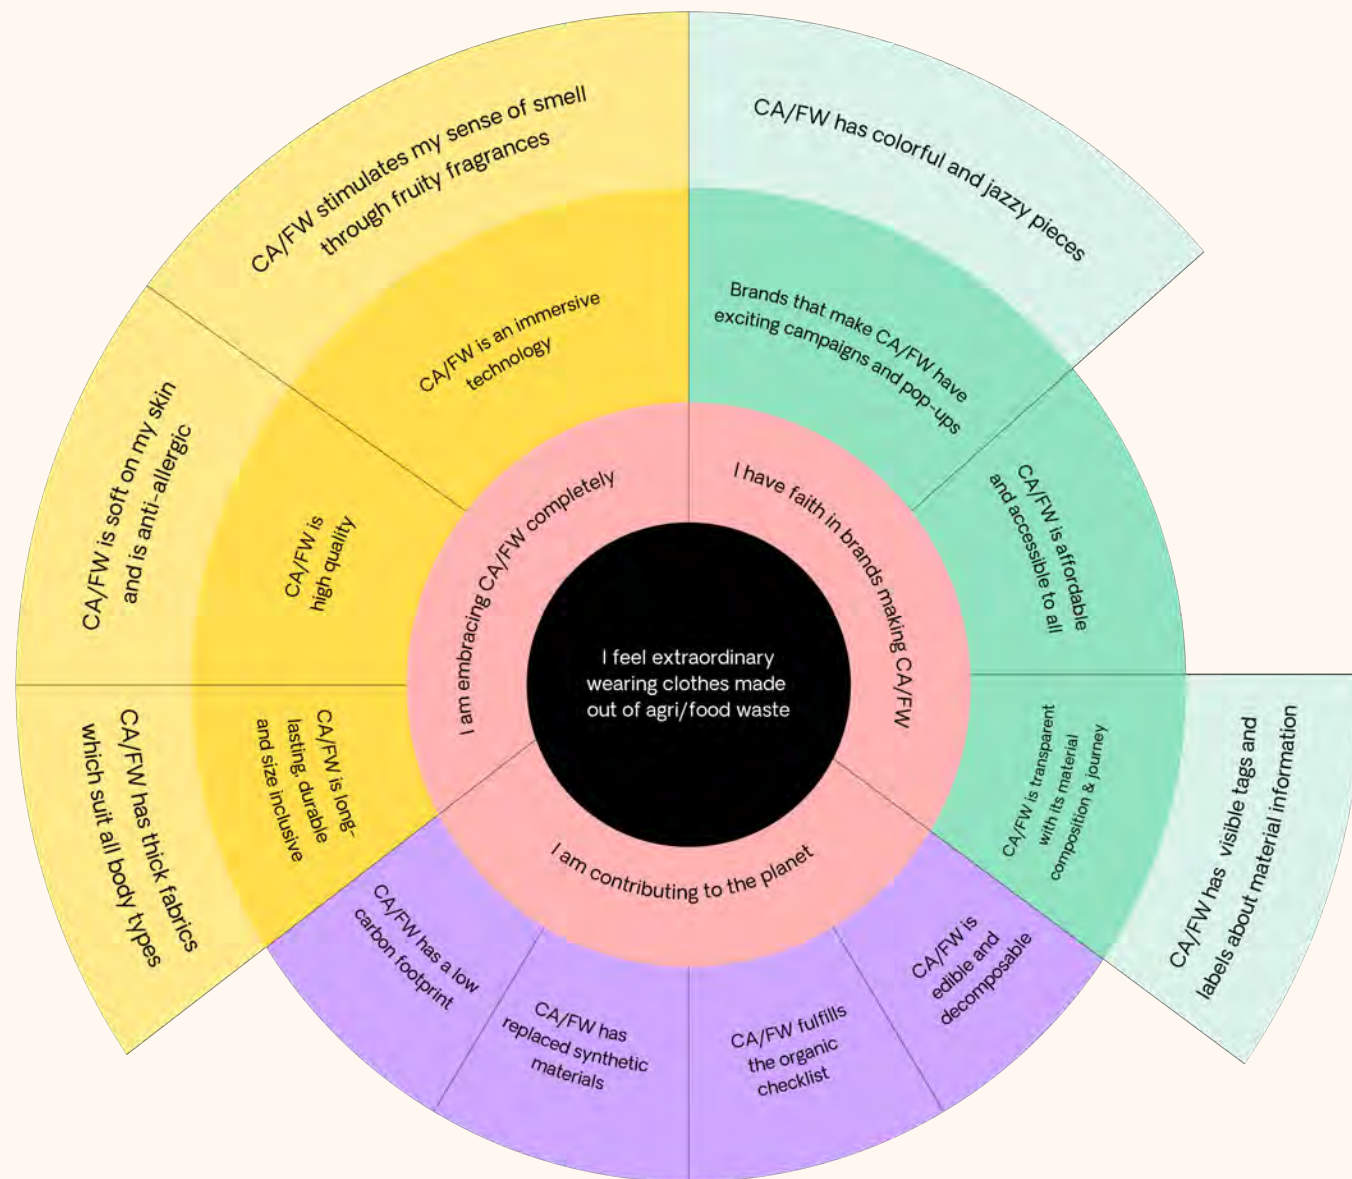 CA/FW stimulates my sense of smell
through fruity fragrances
CA/FW has colorful and jazzy pieces
CA/FW is an immersive
technology
Brands that make CA/FW have
exciting campaigns and pop-ups
CA/FW is soft on my skin
and is anti-allergic
CA/FW is
high quality
I am embracing CA/FW completely
I have faith in brands making CA/FW
CA/FW is affordable
and accessible to all
I feel extraordinary
wearing clothes made
out of agri/food waste
CA/FW has thick fabrics
which suit all body types
CA/FW is long-
lasting, durable
and size inclusive
CA/FW is transparent
with its material
composition & journey
CA/FW has visible tags and
labels about material information
I am contributing to the planet
CA/FW has a low
carbon footprint
CA/FW has
replaced synthetic
materials
CA/FW fulfills
the organic
checklist
CA/FW is
edible and
decomposable